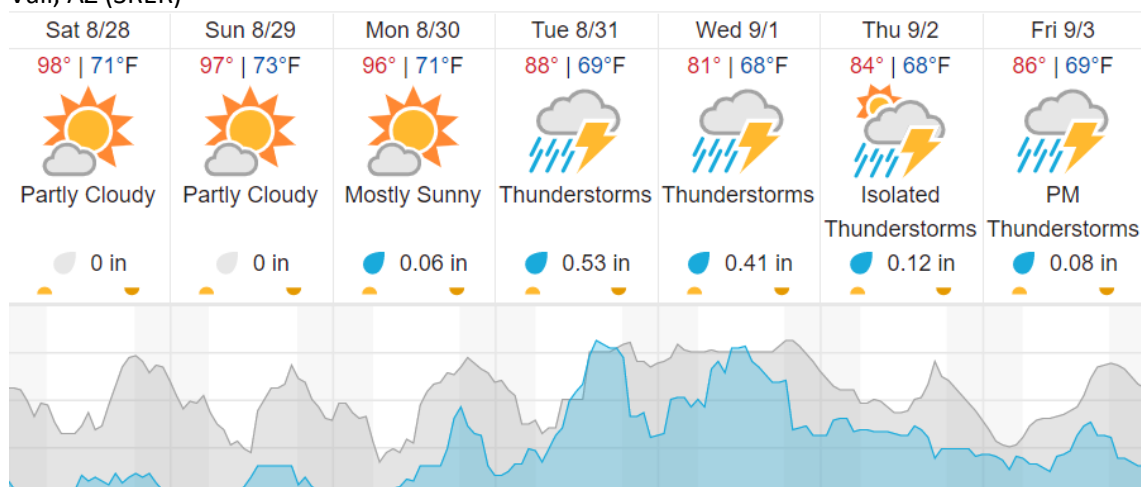 Vail, AZ (SRER)
Sat 8/28 Sun 8/29 Mon 8/30 Tue 8/31 Wed 9/1 Thu 9/2 Fri 9/3
98° | 71°F 97° | 73°F 96° | 71°F 88° | 69°F 81° | 68°F 84° | 68°F 86° | 69°F
Partly Cloudy Partly Cloudy Mostly Sunny Thunderstorms Thunderstorms Isolated PM
Thunderstorms Thunderstorms
0 in 0 in 0.06 in 0.53 in 0.41 in 0.12 in 0.08 in